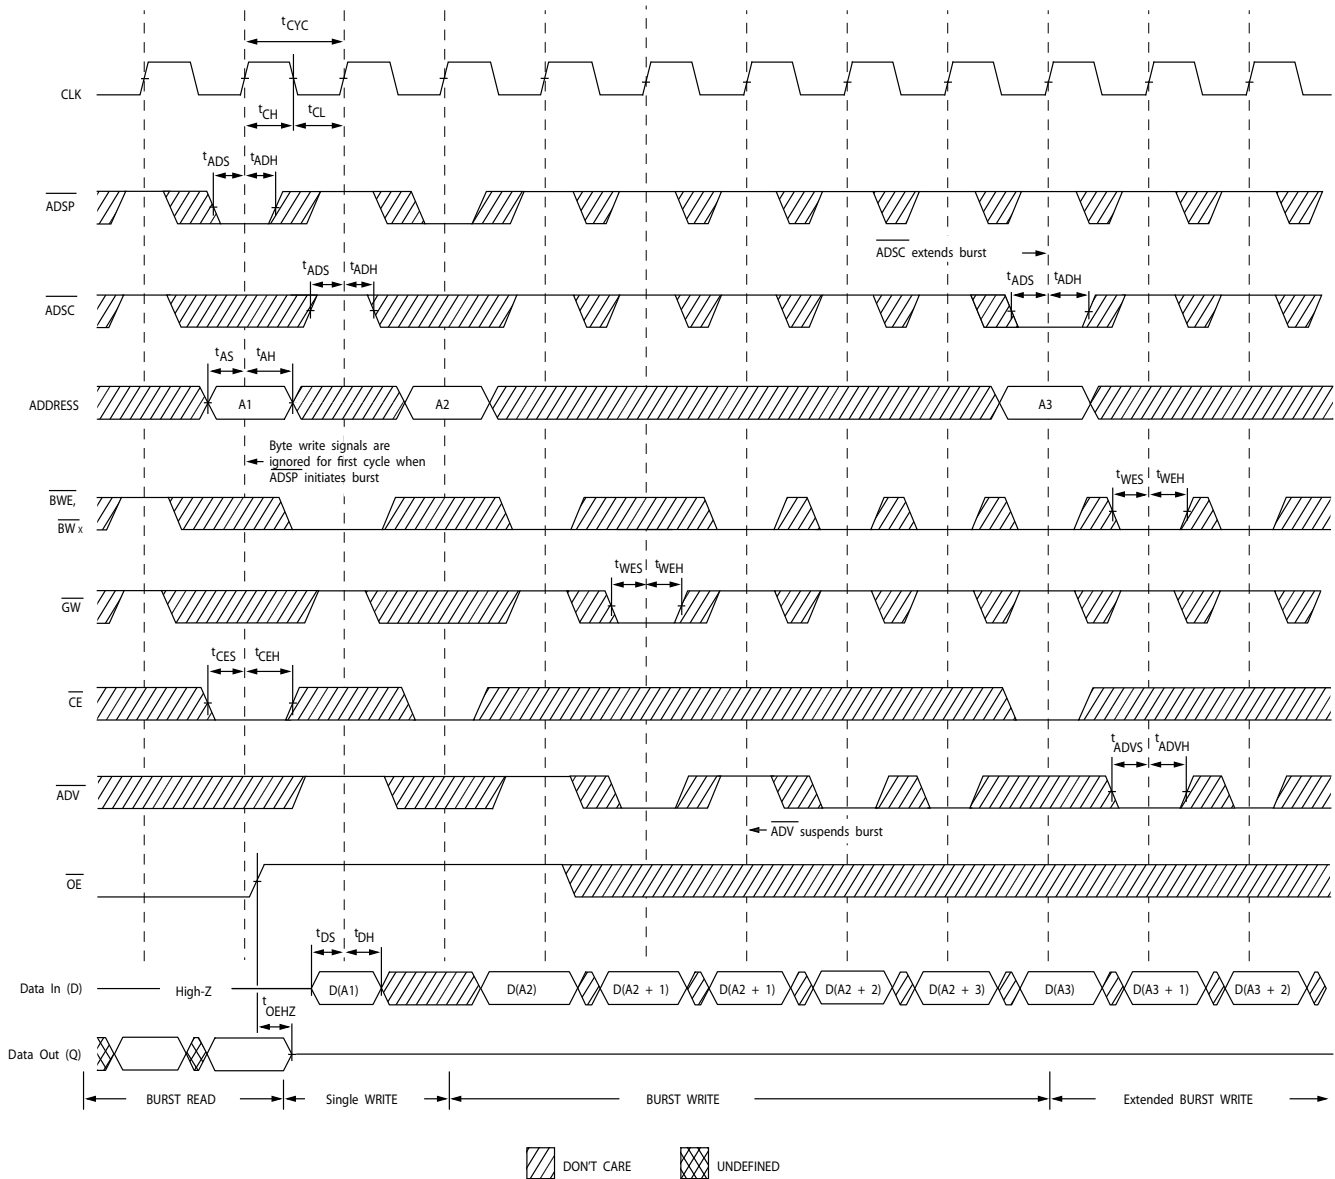 tCYC
CLK
tCH
tCL
tADS
tADH
ADSP
ADSC extends burst
tADS
tADH
tADS
tADH
ADSC
tAS
tAH
ADDRESS
A1
A2
A3
Byte write signals are
ignored for first cycle when
ADSP initiates burst
tWES
tWEH
BWE,
BW x
tWES
tWEH
GW
tCES
tCEH
CE
tADVS
tADVH
ADV
ADV suspends burst
OE
tDS
tDH
Data In (D)
High-Z
D(A1)
D(A2)
D(A2 + 1)
D(A2 + 1)
D(A2 + 2)
D(A2 + 3)
D(A3)
D(A3 + 1)
D(A3 + 2)
tOEHZ
Data Out (Q)
BURST READ
Single WRITE
BURST WRITE
Extended BURST WRITE
DON'T CARE
UNDEFINED